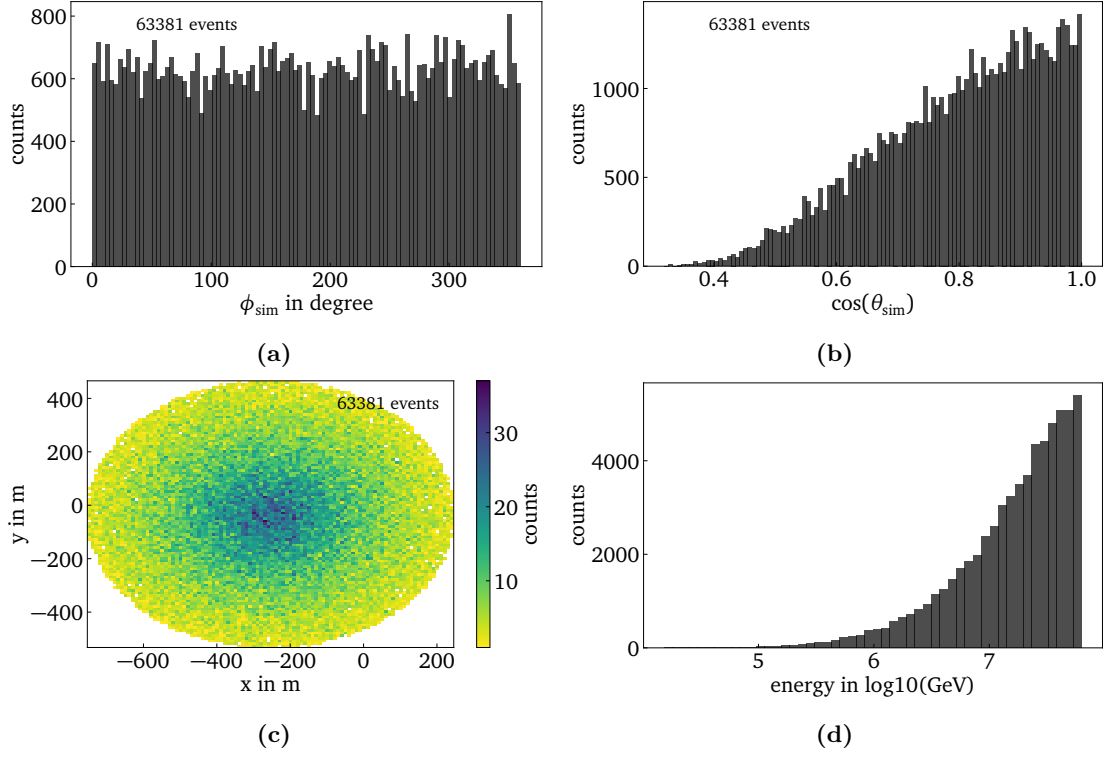 63381 events
800
600
400
200
0
counts
0 100 200 300
ϕsim in degree
(a)
63381 events
1000
500
0
counts
0.4 0.6 0.8 1.0
cos(θsim)
(b)
63381 events
400
200
0
−200
−400
y in m
−600 −400 −200 0 200
x in m
30
20
10
counts
(c)
4000
2000
0
counts
5 6 7
energy in log10(GeV)
(d)